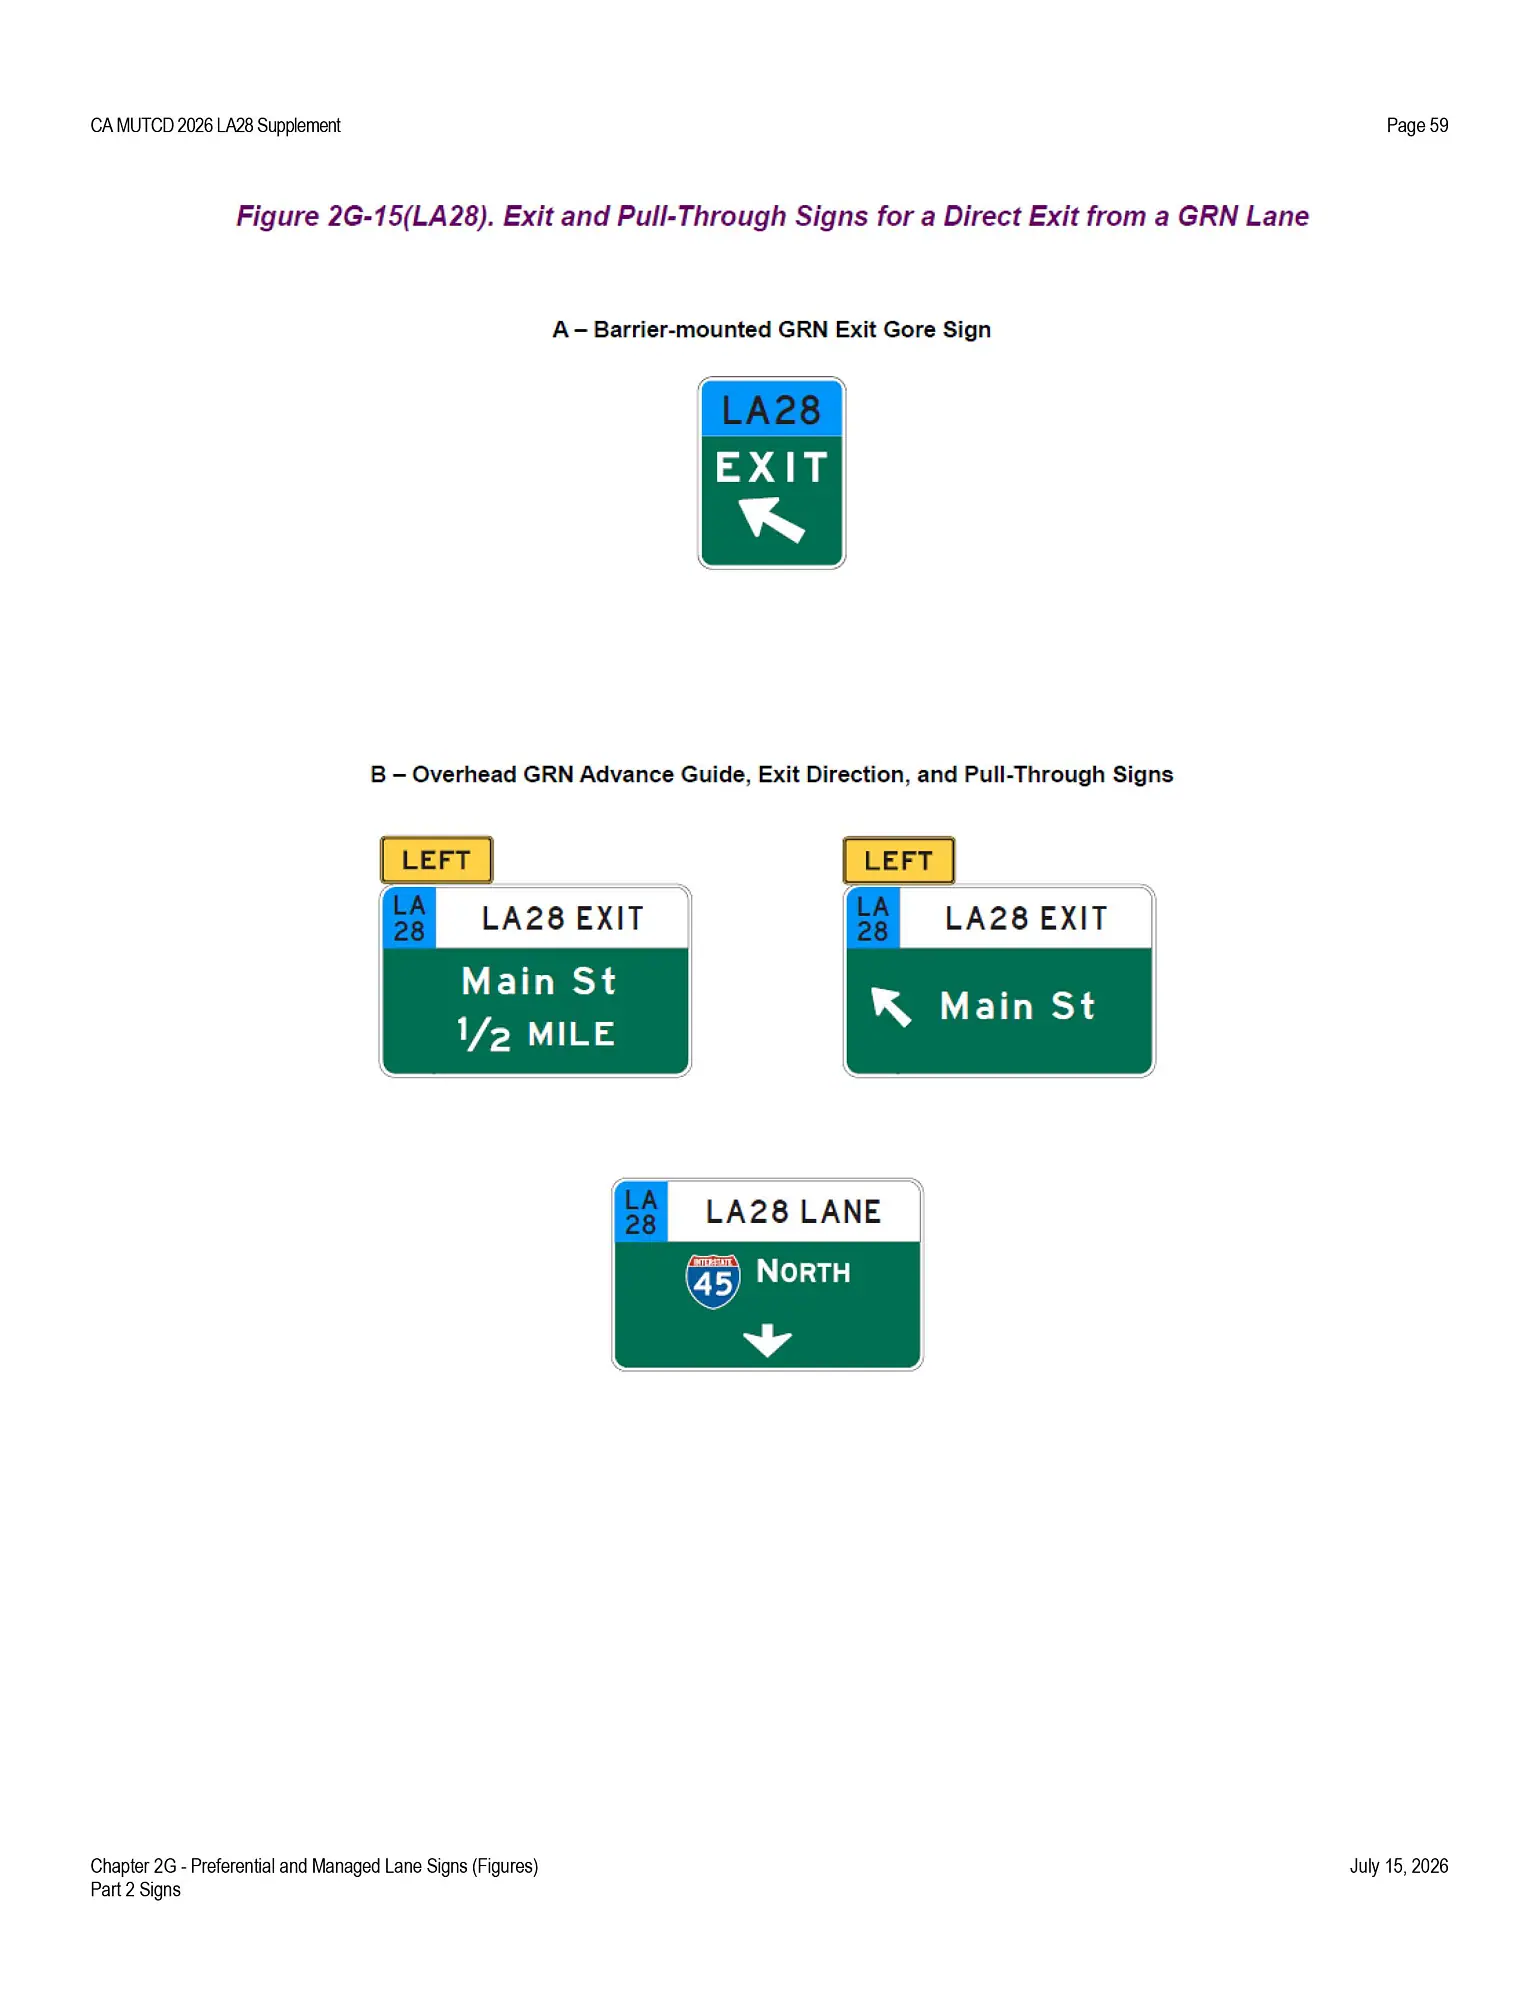 CA MUTCD 2026 LA28 Supplement
Page 59
Figure 2G-15(LA28). Exit and Pull-Through Signs for a Direct Exit from a GRN Lane
A – Barrier-mounted GRN Exit Gore Sign
LA28
EXIT
B – Overhead GRN Advance Guide, Exit Direction, and Pull-Through Signs
LEFT
LA
28
LA28 EXIT
Main St
1/2 MILE
LEFT
LA
28
LA28 EXIT
Main St
LA
28
LA28 LANE
INTERSTATE
45
NORTH
Chapter 2G - Preferential and Managed Lane Signs (Figures)
Part 2 Signs
July 15, 2026